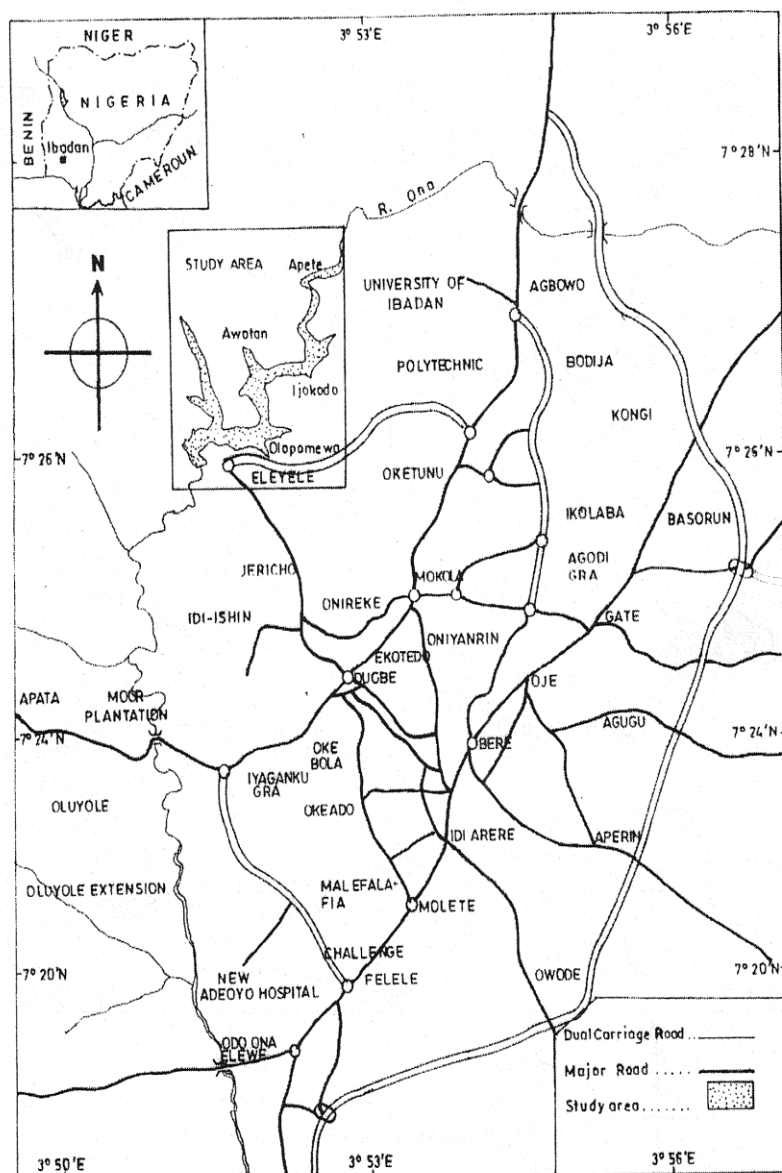 3° 53'E
3° 56'E
NIGER
NIGERIA
BENIN
Ibadan
CAMEROUN
7° 28'N
R. Ona
N
STUDY AREA
Apete
Awotan
Ijokodo
Olopomewa
ELEYELE
UNIVERSITY OF
IBADAN
AGBOWO
POLYTECHNIC
BODIJA
KONGI
7° 26'N
7° 26'N
OKETUNU
IKOLABA
BASORUN
AGODI
GRA
JERICHO
MOKOLA
IDI-ISHIN
ONIREKE
ONIYANRIN
GATE
EKOTEDO
DUGBE
OJE
APATA
MOOR
PLANTATION
AGUGU
7° 24'N
7° 24'N
OKE
BOLA
BERE
IYAGANKU
GRA
OLUYOLE
OKEADO
IDI ARERE
APERIN
OLUYOLE EXTENSION
MALEFALA-
FIA
MOLETE
CHALLENGE
7° 20'N
7° 20'N
NEW
ADEOYO HOSPITAL
FELELE
OWODE
ODO ONA
ELEWE
Dual Carriage Road ...
Major Road .....
Study area .......
3° 50'E
3° 53'E
3° 56'E